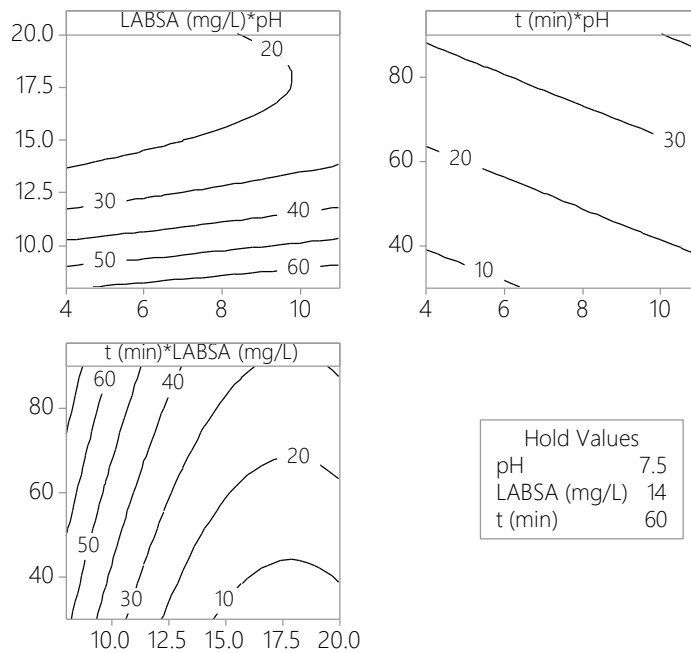 LABSA (mg/L)*pH
20.0
17.5
15.0
12.5
10.0
20
30
40
50
60
4 6 8 10
t (min)*pH
80
60
40
30
20
10
4 6 8 10
t (min)*LABSA (mg/L)
80
60
40
60
40
20
50
30
10
10.0 12.5 15.0 17.5 20.0
Hold Values
pH 7.5
LABSA (mg/L) 14
t (min) 60